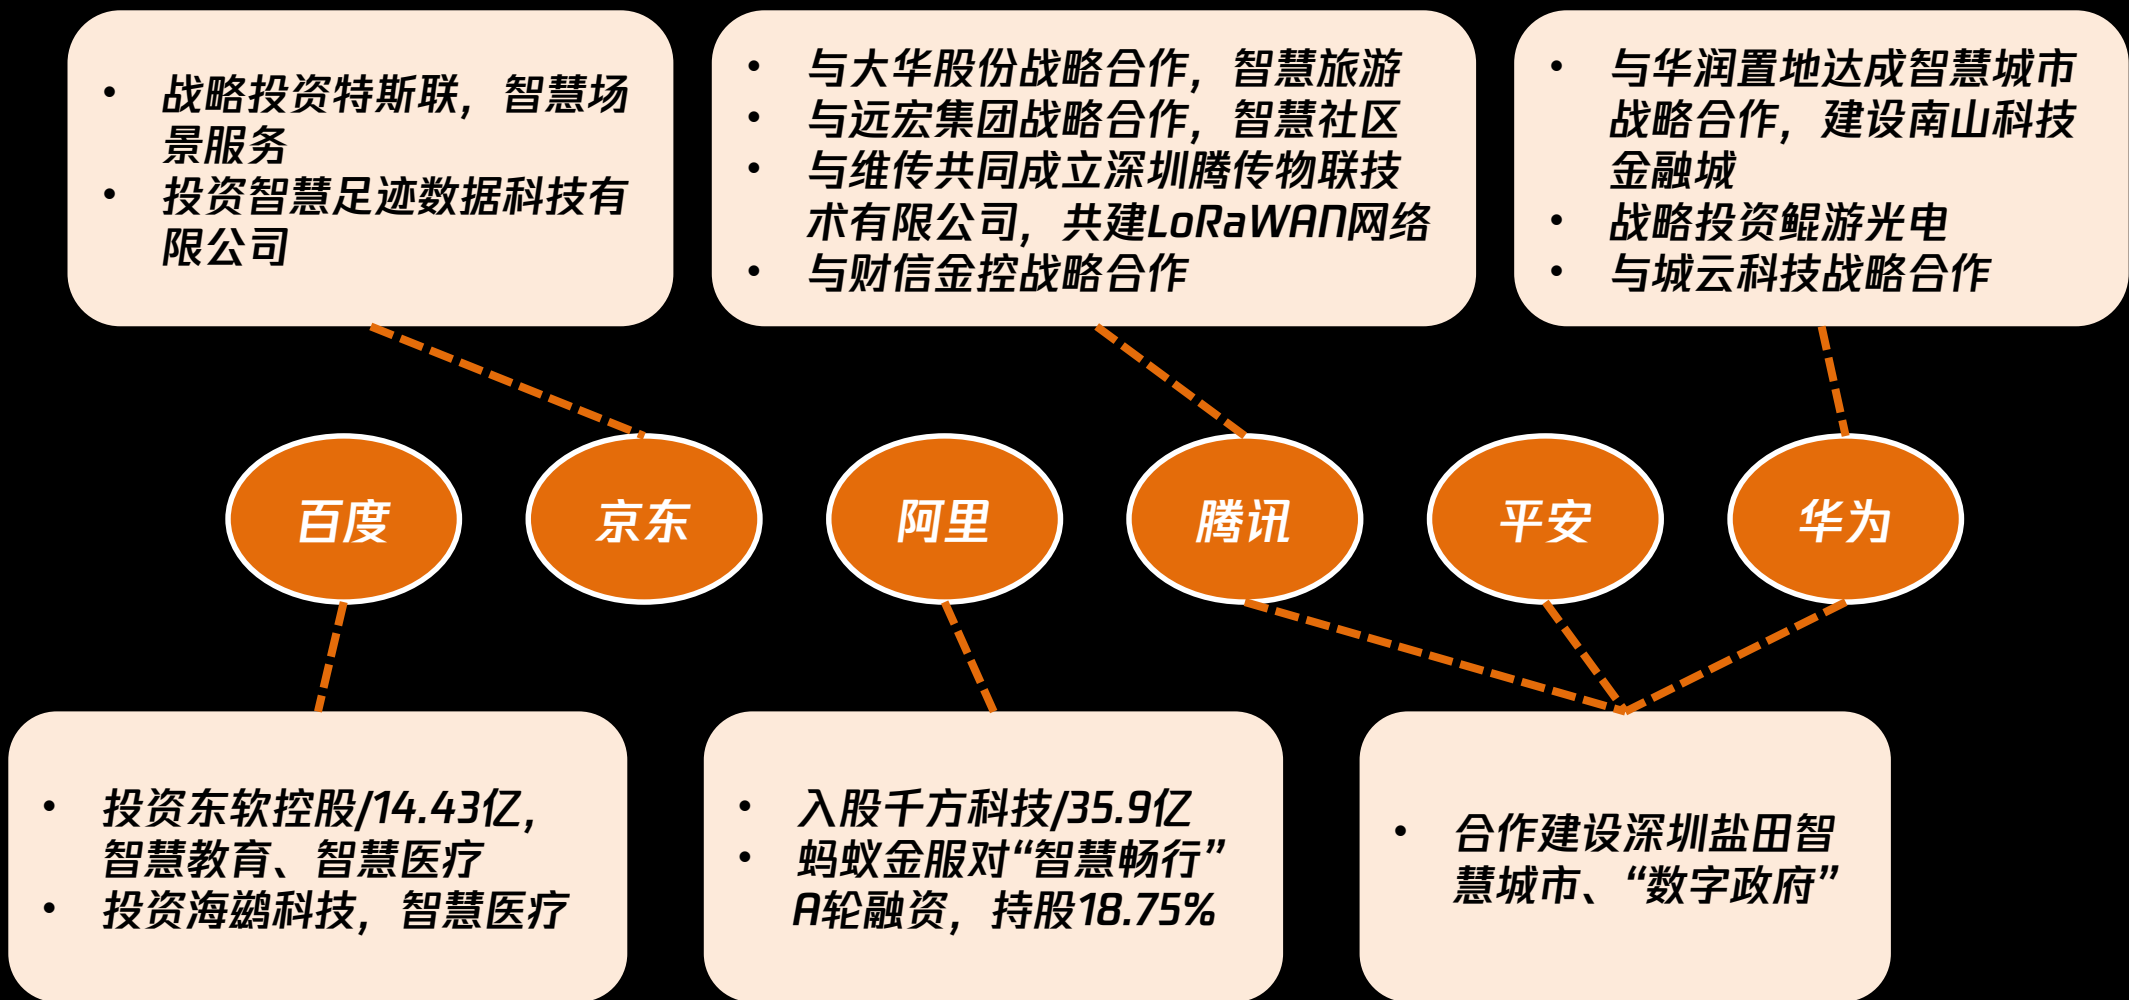 • 战略投资特斯联，智慧场
景服务
• 投资智慧足迹数据科技有
限公司
• 与大华股份战略合作，智慧旅游
• 与远宏集团战略合作，智慧社区
• 与维传共同成立深圳腾传物联技
术有限公司，共建LoRaWAN网络
• 与财信金控战略合作
• 与华润置地达成智慧城市
战略合作，建设南山科技
金融城
• 战略投资鲲游光电
• 与城云科技战略合作
百度
京东
阿里
腾讯
平安
华为
• 投资东软控股/14.43亿，
智慧教育、智慧医疗
• 投资海鹚科技，智慧医疗
• 入股千方科技/35.9亿
• 蚂蚁金服对“智慧畅行”
A轮融资，持股18.75%
• 合作建设深圳盐田智
慧城市、“数字政府”